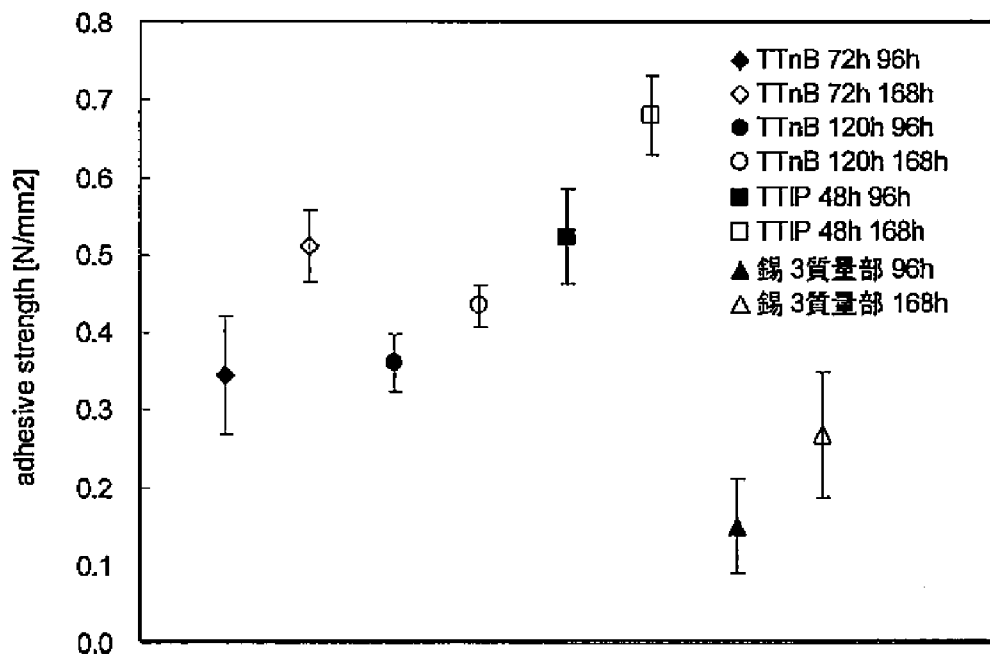 0.8
0.7
0.6
0.5
0.4
0.3
0.2
0.1
0.0
adhesive strength [N/mm2]
TTnB 72h 96h
TTnB 72h 168h
TTnB 120h 96h
TTnB 120h 168h
TTIP 48h 96h
TTIP 48h 168h
錫 3質量部 96h
錫 3質量部 168h